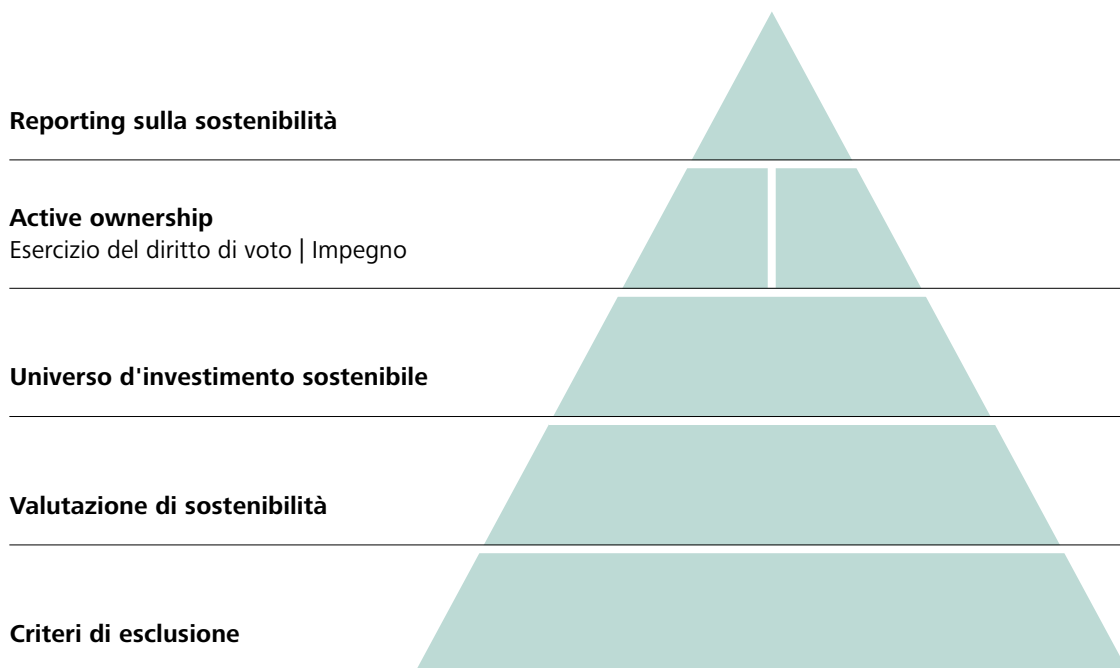 Reporting sulla sostenibilità
Active ownership
Esercizio del diritto di voto | Impegno
Universo d'investimento sostenibile
Valutazione di sostenibilità
Criteri di esclusione